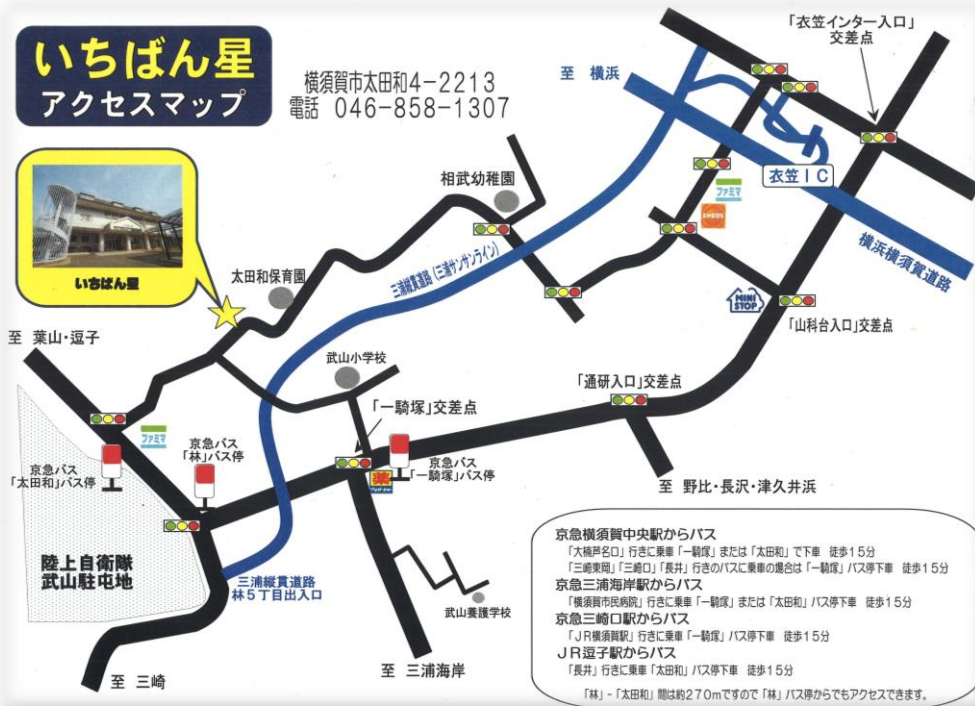 いちばん星
アクセスマップ
横須賀市太田和4-2213
電話 046-858-1307
「衣笠インター入口」
交差点
至 横浜
衣笠IC
ファミマ
ENEOS
横浜横須賀道路
相武幼稚園
三浦縦貫道路(三浦サンサンライン)
いちばん星
太田和保育園
MINI
STOP
「山科台入口」交差点
至 葉山・逗子
武山小学校
「通研入口」交差点
「一騎塚」交差点
ファミマ
京急バス
「林」バス停
京急バス
「太田和」バス停
薬
京急バス
「一騎塚」バス停
至 野比・長沢・津久井浜
陸上自衛隊
武山駐屯地
三浦縦貫道路
林5丁目出入口
武山養護学校
至 三崎
至 三浦海岸
京急横須賀中央駅からバス
「大楠芦名口」行きに乗車「一騎塚」または「太田和」で下車 徒歩15分
「三崎東岡」「三崎口」「長井」行きのバスに乗車の場合は「一騎塚」バス停下車 徒歩15分
京急三浦海岸駅からバス
「横須賀市民病院」行きに乗車「一騎塚」または「太田和」バス停下車 徒歩15分
京急三崎口駅からバス
「JR横須賀駅」行きに乗車「一騎塚」バス停下車 徒歩15分
JR逗子駅からバス
「長井」行きに乗車「太田和」バス停下車 徒歩15分
「林」-「太田和」間は約270mですので「林」バス停からでもアクセスできます。